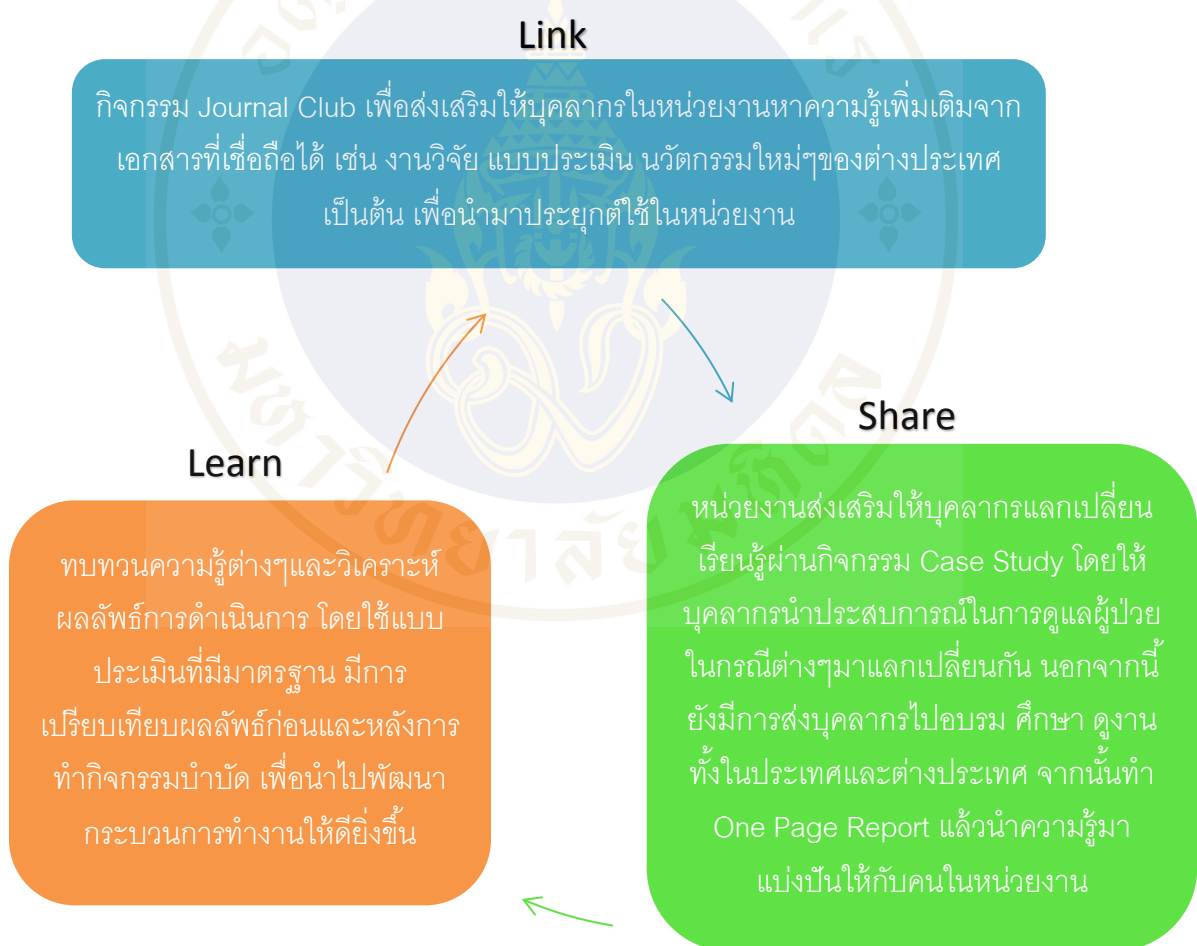 Link
กิจกรรม Journal Club เพื่อส่งเสริมให้บุคลากรในหน่วยงานหาความรู้เพิ่มเติมจาก
เอกสารที่เชื่อถือได้ เช่น งานวิจัย แบบประเมิน นวัตกรรมใหม่ๆของต่างประเทศ
เป็นต้น เพื่อนำมาประยุกต์ใช้ในหน่วยงาน
Share
หน่วยงานส่งเสริมให้บุคลากรแลกเปลี่ยน
เรียนรู้ผ่านกิจกรรม Case Study โดยให้
บุคลากรนำประสบการณ์ในการดูแลผู้ป่วย
ในกรณีต่างๆมาแลกเปลี่ยนกัน นอกจากนี้
ยังมีการส่งบุคลากรไปอบรม ศึกษา ดูงาน
ทั้งในประเทศและต่างประเทศ จากนั้นทำ
One Page Report แล้วนำความรู้มา
แบ่งปันให้กับคนในหน่วยงาน
Learn
ทบทวนความรู้ต่างๆและวิเคราะห์
ผลลัพธ์การดำเนินการ โดยใช้แบบ
ประเมินที่มีมาตรฐาน มีการ
เปรียบเทียบผลลัพธ์ก่อนและหลังการ
ทำกิจกรรมบำบัด เพื่อนำไปพัฒนา
กระบวนการทำงานให้ดียิ่งขึ้น
มหาวิทยาลัยมหิดล